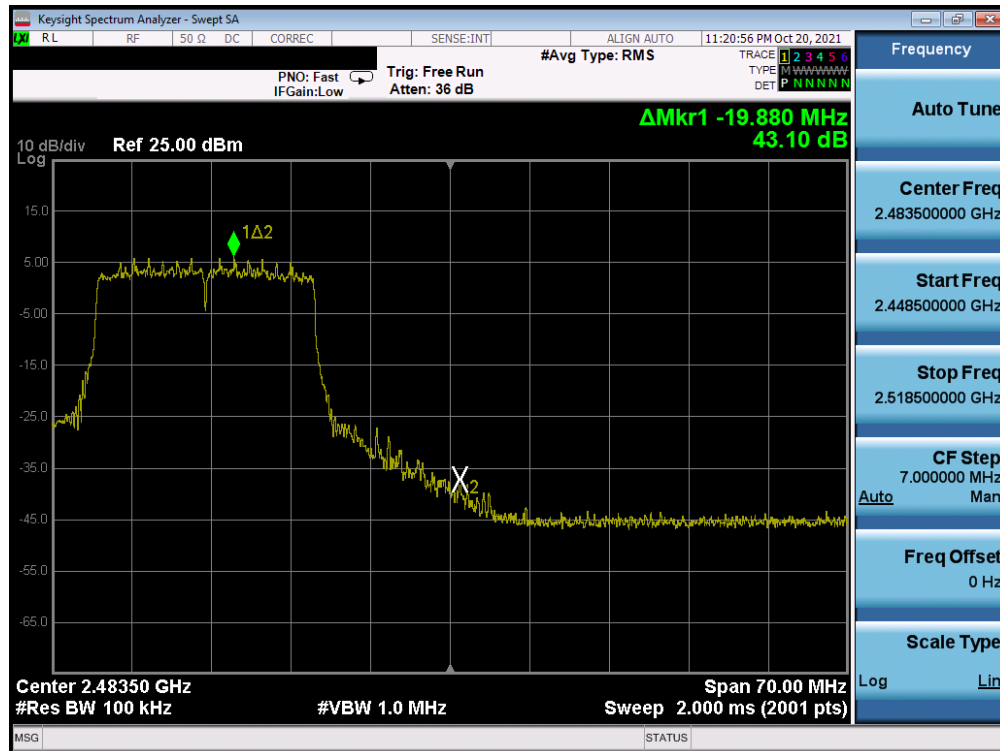 Keysight Spectrum Analyzer - Swept SA
LXI RL RF 50 Ω DC CORREC SENSE:INT ALIGN AUTO 11:20:56 PM Oct 20, 2021
#Avg Type: RMS
TRACE 1 2 3 4 5 6
PNO: Fast Trig: Free Run
TYPE M WWWWW
IFGain:Low Atten: 36 dB
DET P N N N N N
ΔMkr1 -19.880 MHz
43.10 dB
10 dB/div Ref 25.00 dBm
Log
15.0
1Δ2
5.00
-5.00
-15.0
-25.0
-35.0
X2
-45.0
-55.0
-65.0
Center 2.48350 GHz Span 70.00 MHz
#Res BW 100 kHz #VBW 1.0 MHz Sweep 2.000 ms (2001 pts)
MSG STATUS
Frequency
Auto Tune
Center Freq
2.483500000 GHz
Start Freq
2.448500000 GHz
Stop Freq
2.518500000 GHz
CF Step
7.000000 MHz
Auto Man
Freq Offset
0 Hz
Scale Type
Log Lin